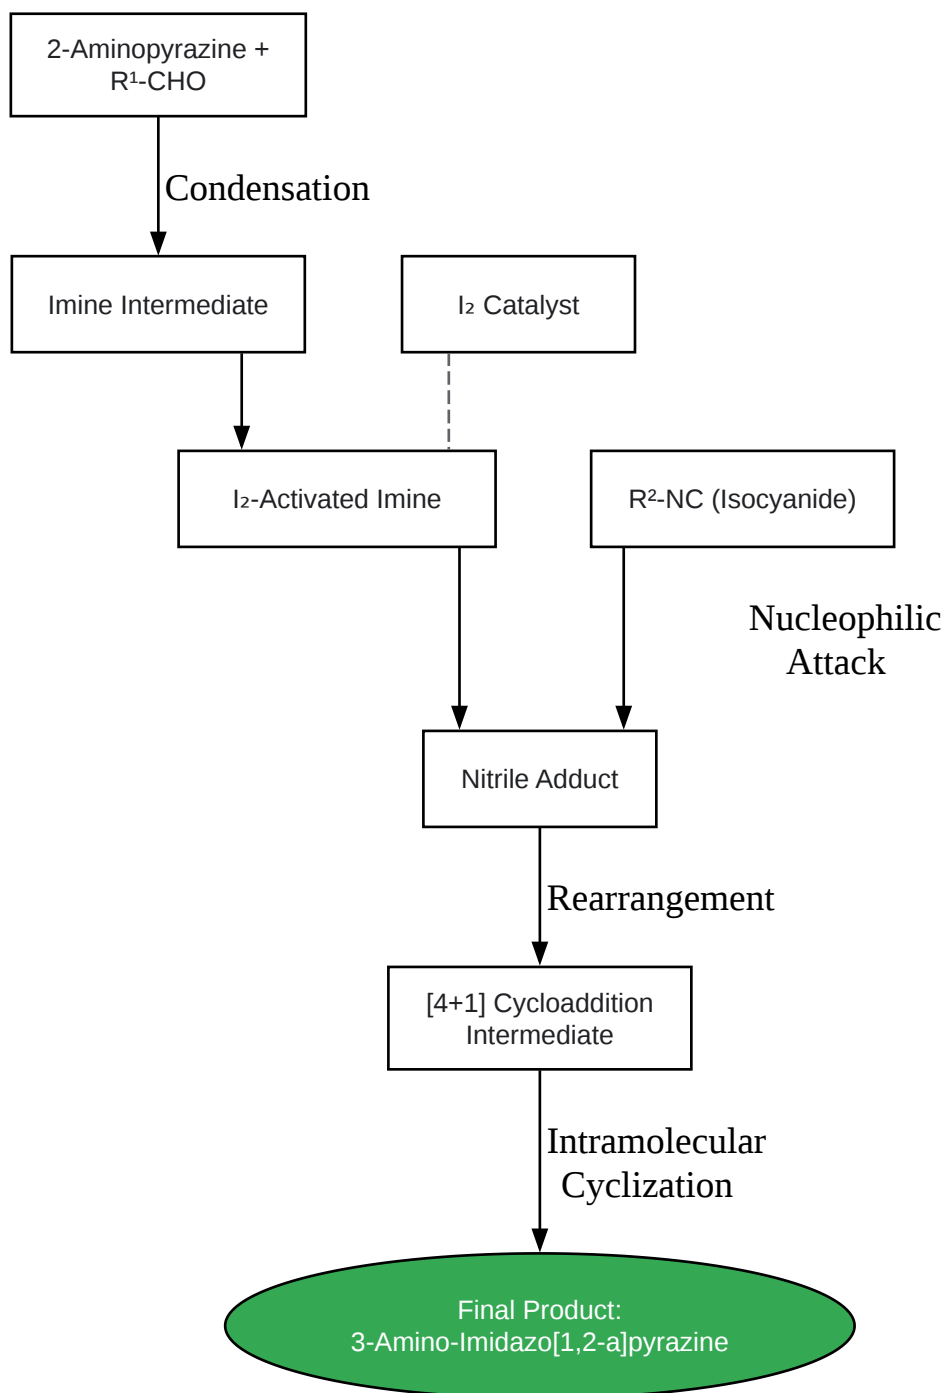 2-Aminopyrazine +
R¹-CHO
Condensation
Imine Intermediate
I₂ Catalyst
I₂-Activated Imine
R²-NC (Isocyanide)
Nucleophilic
Attack
Nitrile Adduct
Rearrangement
[4+1] Cycloaddition
Intermediate
Intramolecular
Cyclization
Final Product:
3-Amino-Imidazo[1,2-a]pyrazine